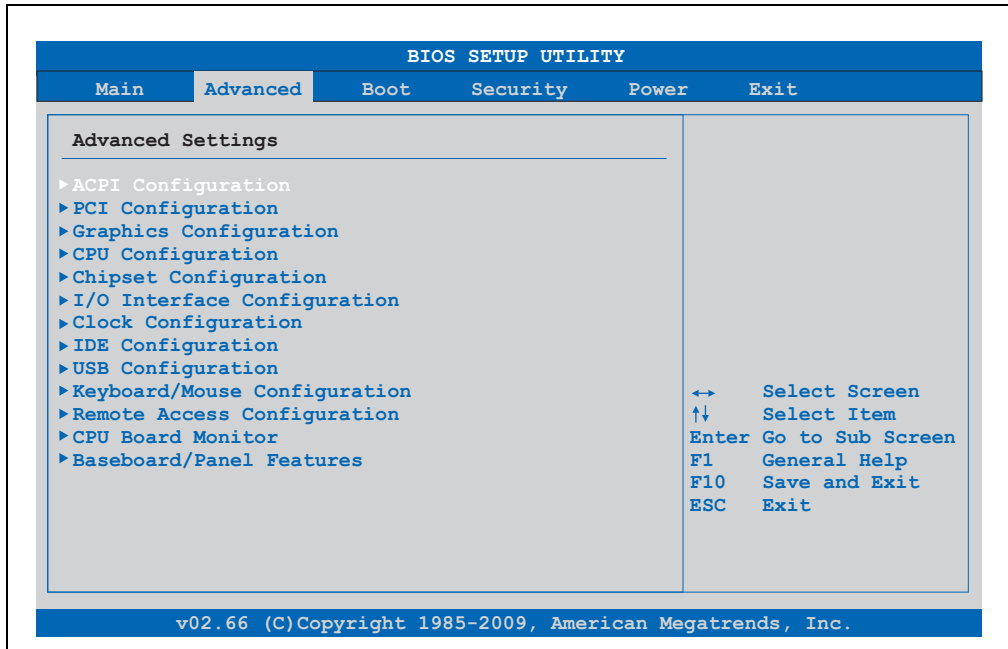 BIOS SETUP UTILITY
Main Advanced Boot Security Power Exit
Advanced Settings
►ACPI Configuration
►PCI Configuration
►Graphics Configuration
►CPU Configuration
►Chipset Configuration
►I/O Interface Configuration
►Clock Configuration
►IDE Configuration
►USB Configuration
►Keyboard/Mouse Configuration
►Remote Access Configuration
►CPU Board Monitor
►Baseboard/Panel Features
↔ Select Screen
↑↓ Select Item
Enter Go to Sub Screen
F1 General Help
F10 Save and Exit
ESC Exit
v02.66 (C)Copyright 1985-2009, American Megatrends, Inc.